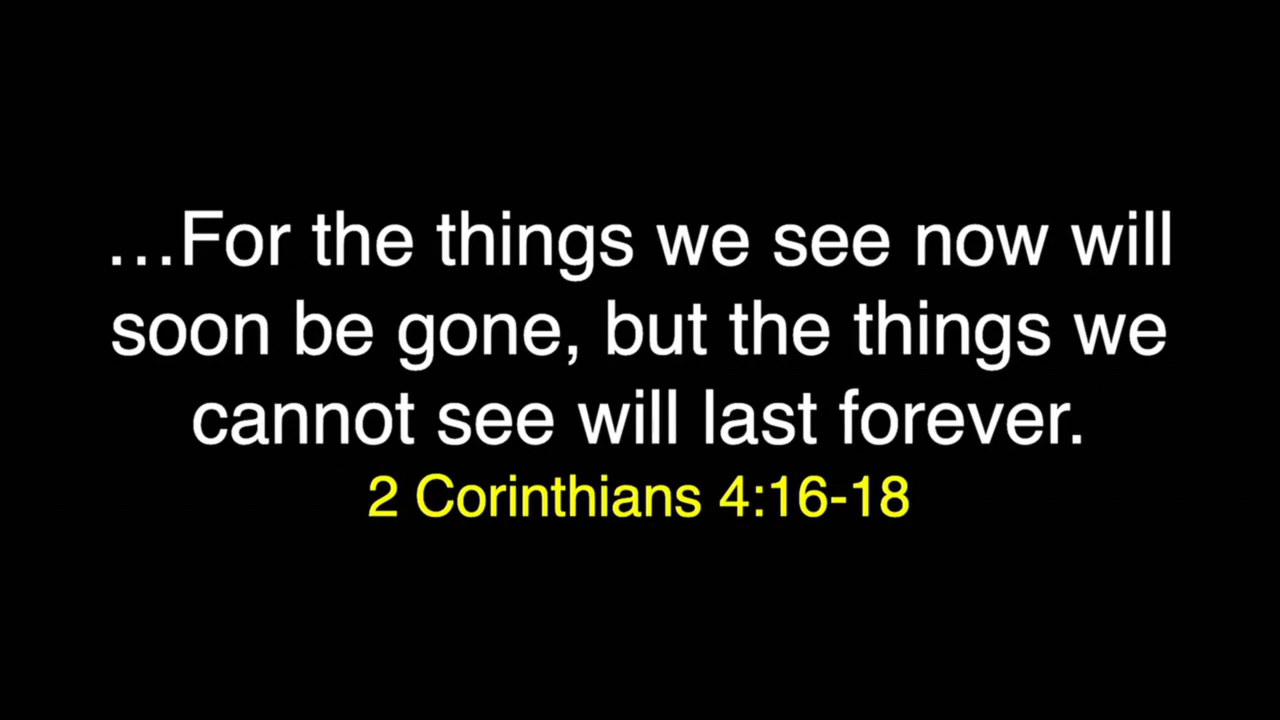 …For the things we see now will
soon be gone, but the things we
cannot see will last forever.
2 Corinthians 4:16-18